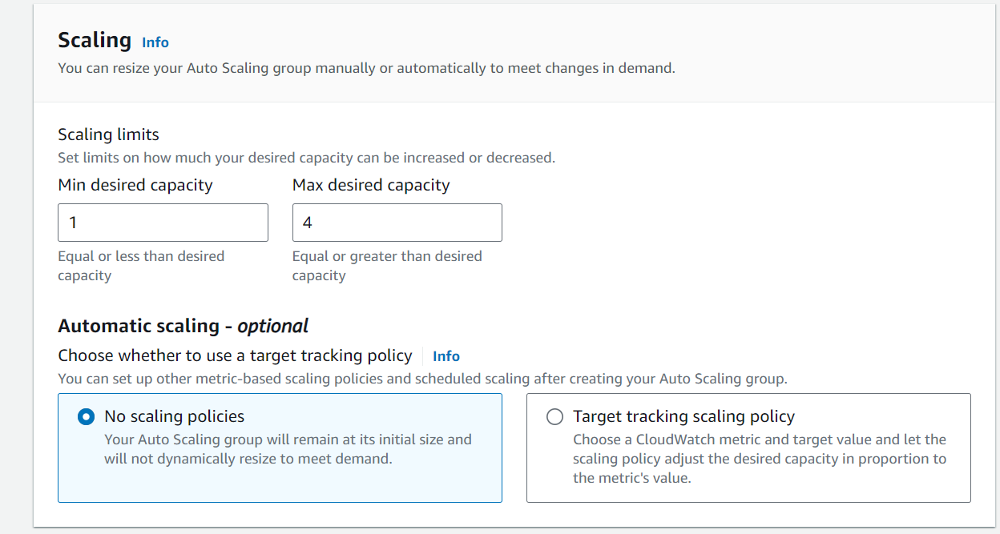 Scaling Info
You can resize your Auto Scaling group manually or automatically to meet changes in demand.
Scaling limits
Set limits on how much your desired capacity can be increased or decreased.
Min desired capacity
1
Equal or less than desired
capacity
Max desired capacity
4
Equal or greater than desired
capacity
Automatic scaling - optional
Choose whether to use a target tracking policy Info
You can set up other metric-based scaling policies and scheduled scaling after creating your Auto Scaling group.
No scaling policies
Your Auto Scaling group will remain at its initial size and
will not dynamically resize to meet demand.
Target tracking scaling policy
Choose a CloudWatch metric and target value and let the
scaling policy adjust the desired capacity in proportion to
the metric's value.